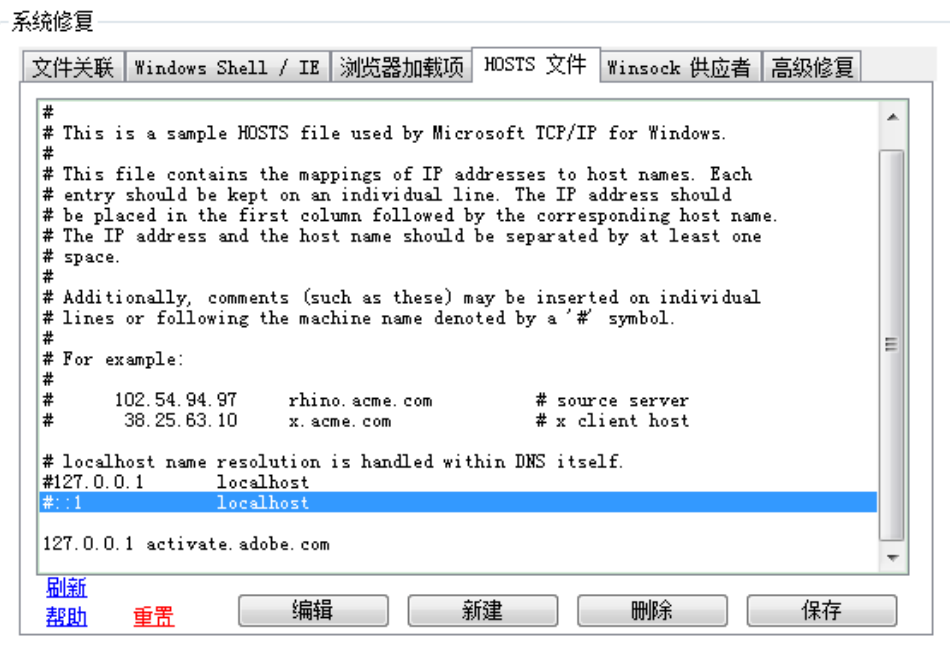 系统修复
文件关联 Windows Shell / IE 浏览器加载项 HOSTS 文件 Winsock 供应者 高级修复
#
# This is a sample HOSTS file used by Microsoft TCP/IP for Windows.
#
# This file contains the mappings of IP addresses to host names. Each
# entry should be kept on an individual line. The IP address should
# be placed in the first column followed by the corresponding host name.
# The IP address and the host name should be separated by at least one
# space.
#
# Additionally, comments (such as these) may be inserted on individual
# lines or following the machine name denoted by a '#' symbol.
#
# For example:
#
# 102.54.94.97 rhino.acme.com # source server
# 38.25.63.10 x.acme.com # x client host
# localhost name resolution is handled within DNS itself.
#127.0.0.1 localhost
#::1 localhost
127.0.0.1 activate.adobe.com
刷新
帮助 重置 编辑 新建 删除 保存